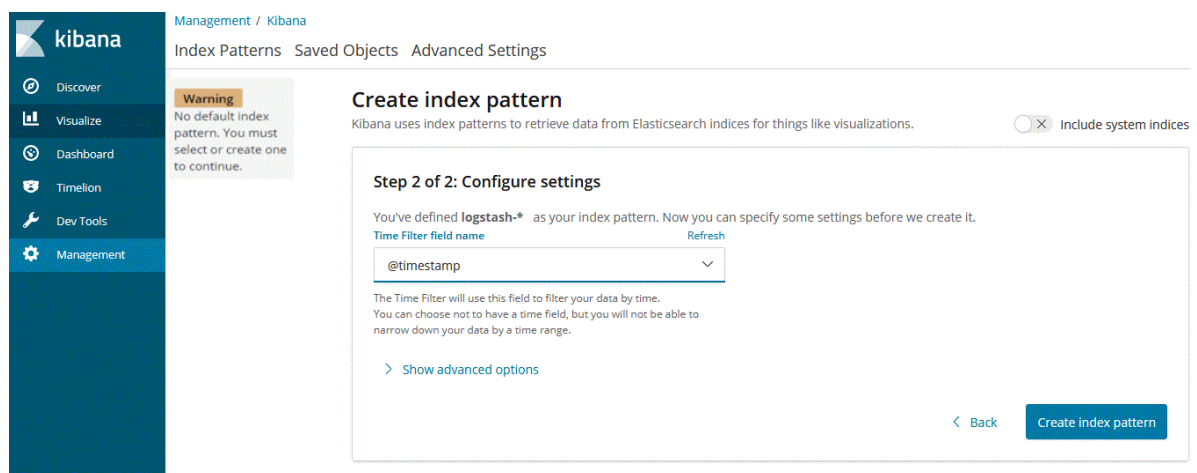 kibana
Discover
Visualize
Dashboard
Timelion
Dev Tools
Management
Management / Kibana
Index Patterns Saved Objects Advanced Settings
Warning
No default index
pattern. You must
select or create one
to continue.
Create index pattern
Kibana uses index patterns to retrieve data from Elasticsearch indices for things like visualizations.
Include system indices
Step 2 of 2: Configure settings
You've defined logstash-* as your index pattern. Now you can specify some settings before we create it.
Time Filter field name Refresh
@timestamp
The Time Filter will use this field to filter your data by time.
You can choose not to have a time field, but you will not be able to
narrow down your data by a time range.
Show advanced options
Back
Create index pattern